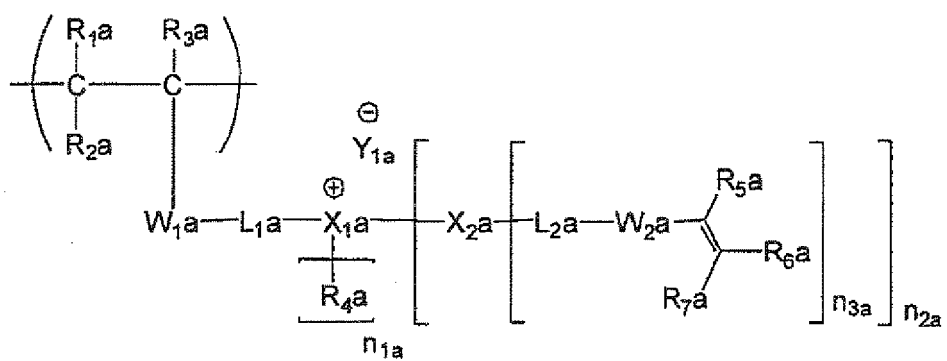 R₁a R₃a
C C
R₂a
⊖
Y₁ₐ
⊕
W₁a L₁a X₁a X₂a L₂a W₂a R₅a
R₆a
R₄a R₇a
n₁ₐ n₃ₐ n₂ₐ